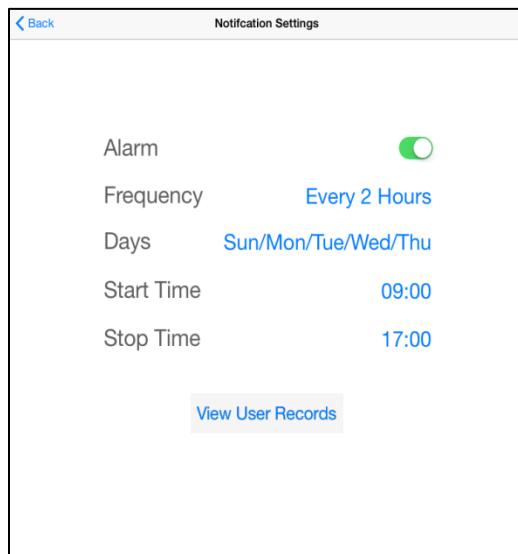 Back
Notifcation Settings
Alarm
Frequency Every 2 Hours
Days Sun/Mon/Tue/Wed/Thu
Start Time 09:00
Stop Time 17:00
View User Records